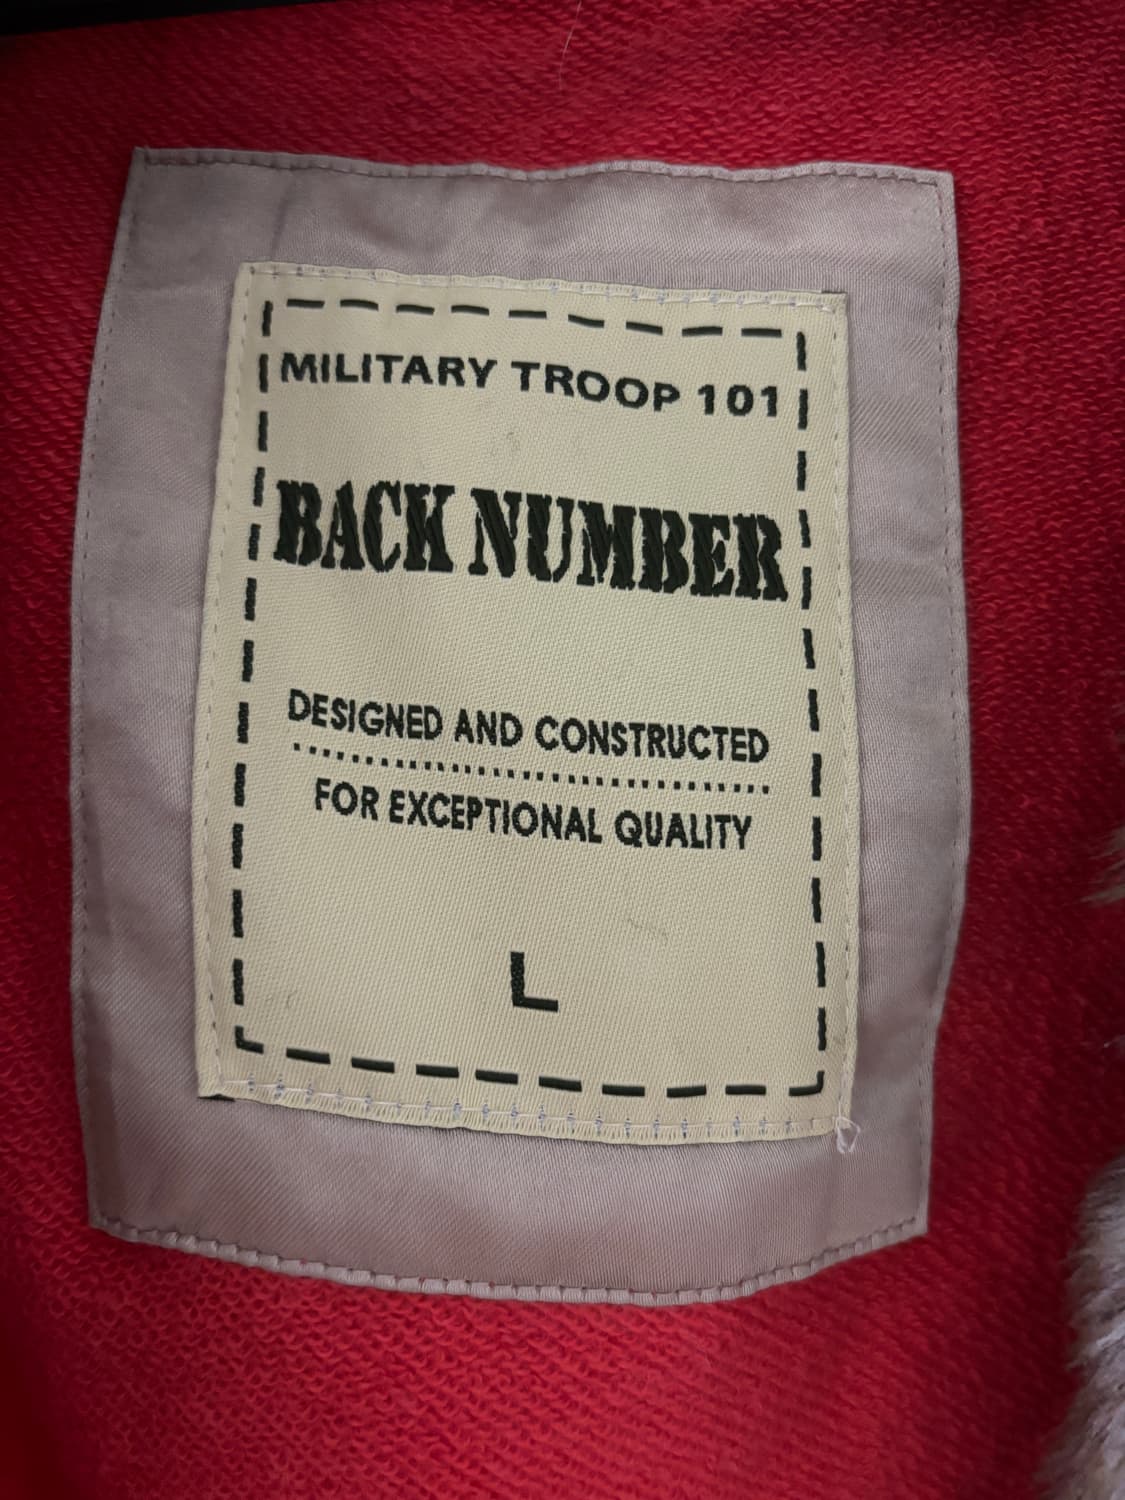 MILITARY TROOP 101
BACK NUMBER
DESIGNED AND CONSTRUCTED
FOR EXCEPTIONAL QUALITY
L